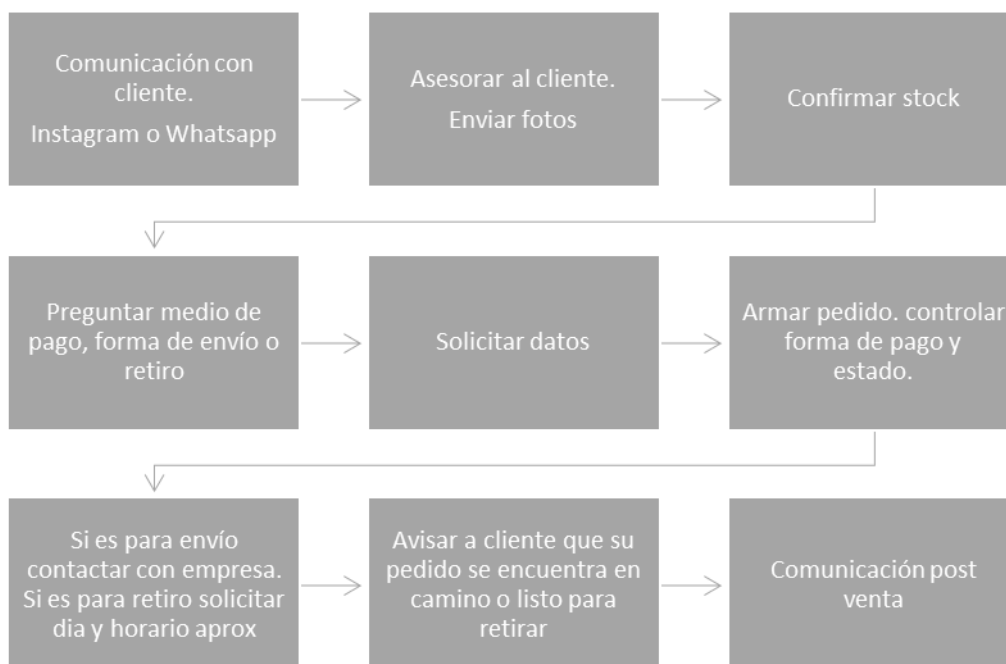 Comunicación con
cliente.
Instagram o Whatsapp
Asesorar al cliente.
Enviar fotos
Confirmar stock
Preguntar medio de
pago, forma de envío o
retiro
Solicitar datos
Armar pedido. controlar
forma de pago y
estado.
Si es para envío
contactar con empresa.
Si es para retiro solicitar
dia y horario aprox
Avisar a cliente que su
pedido se encuentra en
camino o listo para
retirar
Comunicación post
venta